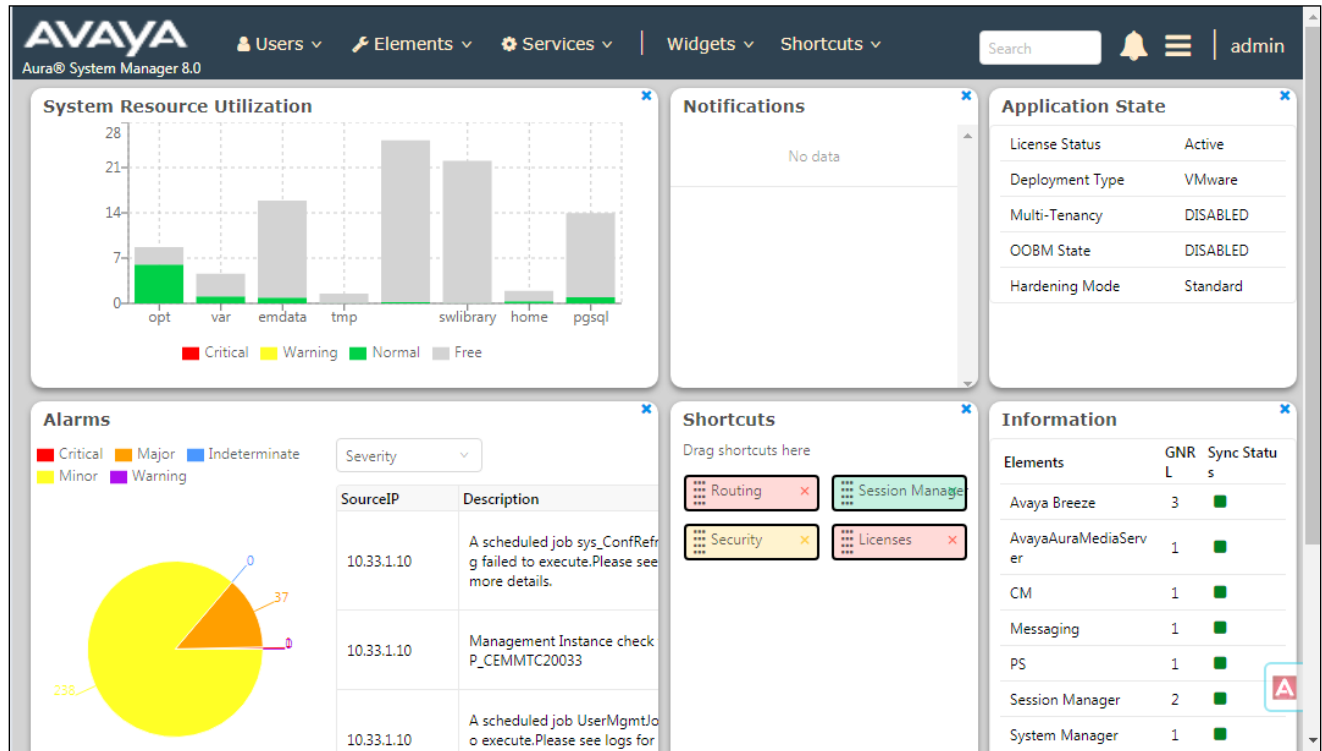 AVAYA
Aura® System Manager 8.0
Users
Elements
Services
Widgets
Shortcuts
Search
admin
System Resource Utilization
28
21
14
7
0
opt var emdata tmp swlibrary home pgsql
Critical Warning Normal Free
Notifications
No data
Application State
License Status Active
Deployment Type VMware
Multi-Tenancy DISABLED
OOBM State DISABLED
Hardening Mode Standard
Alarms
Critical Major Indeterminate
Minor Warning
0
37
0
238
Severity
SourceIP Description
10.33.1.10
A scheduled job sys_ConfRefr
g failed to execute.Please see
more details.
10.33.1.10
Management Instance check
P_CEMMTC20033
10.33.1.10
A scheduled job UserMgmtJo
o execute.Please see logs for
Shortcuts
Drag shortcuts here
Routing
Session Manager
Security
Licenses
Information
Elements
GNR
L
Sync Statu
s
Avaya Breeze 3
AvayaAuraMediaServ
er
1
CM 1
Messaging 1
PS 1
Session Manager 2
System Manager 1
A